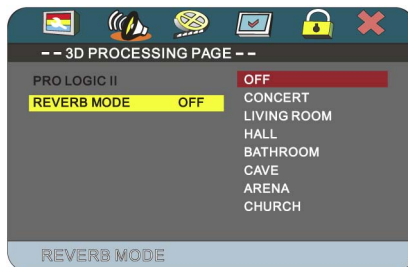 -- 3D PROCESSING PAGE --
PRO LOGIC II
REVERB MODE OFF
OFF
CONCERT
LIVING ROOM
HALL
BATHROOM
CAVE
ARENA
CHURCH
REVERB MODE